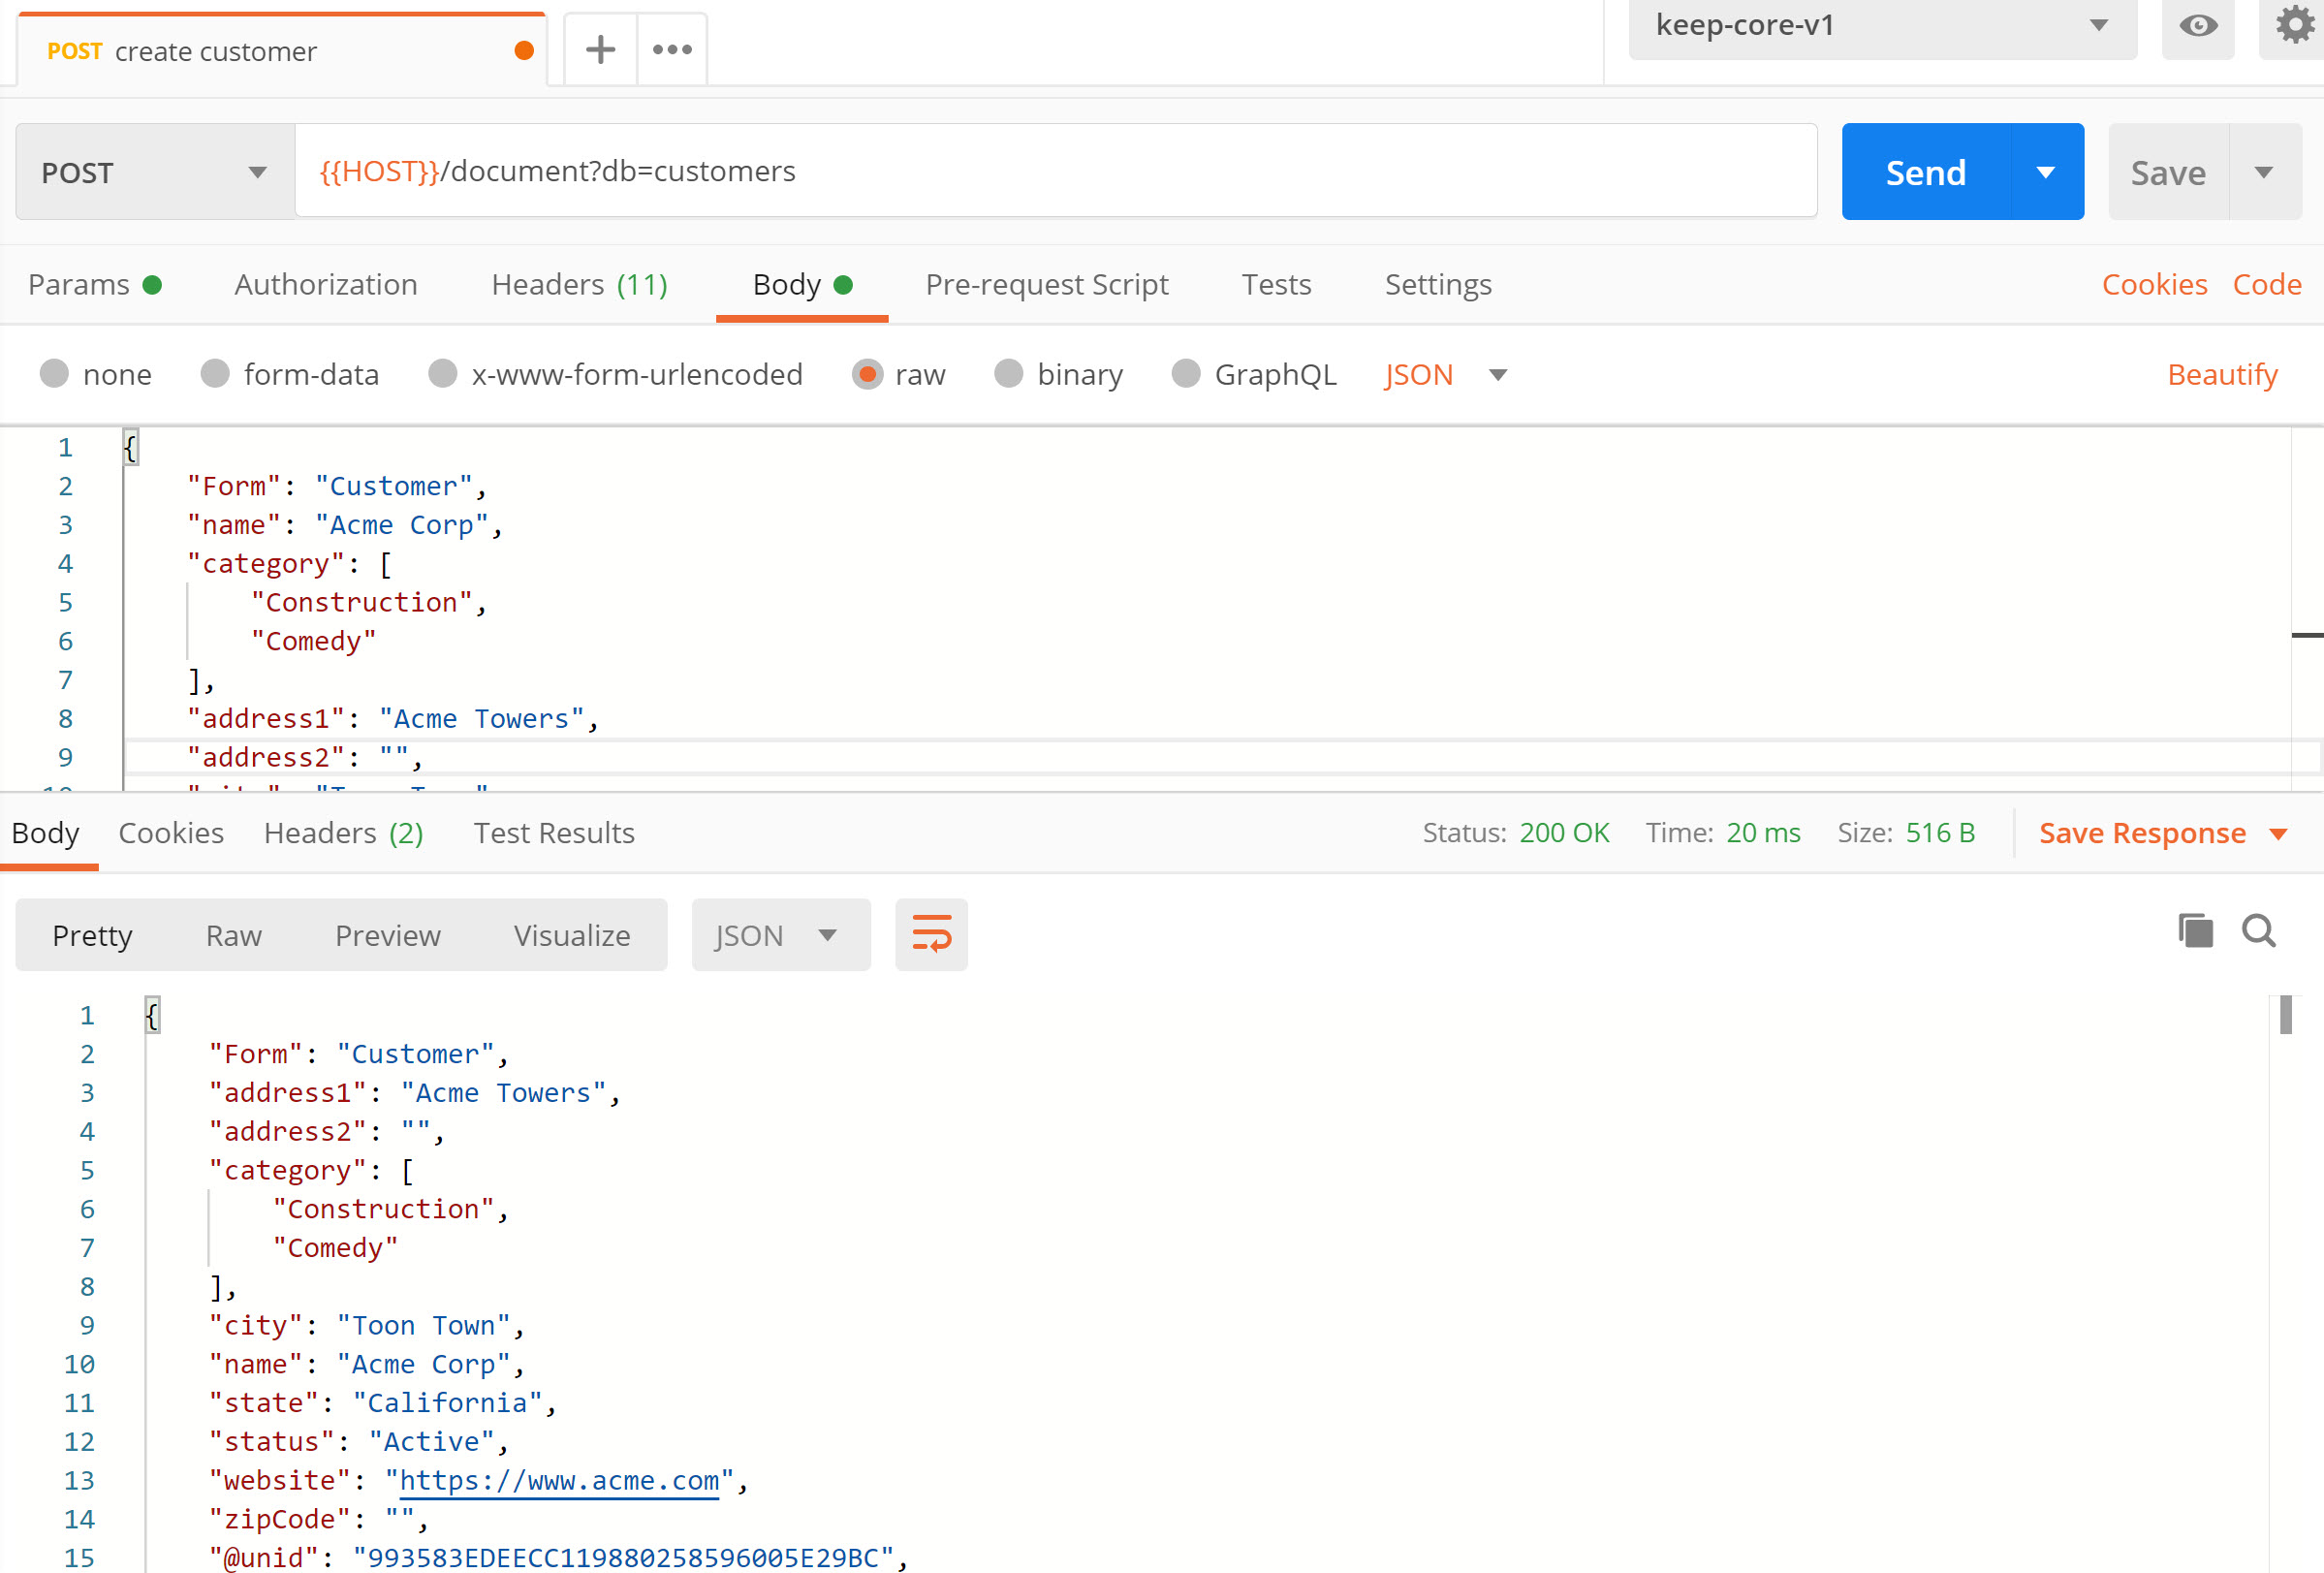 POST create customer
keep-core-v1
POST {{HOST}}/document?db=customers Send Save
Params Authorization Headers (11) Body Pre-request Script Tests Settings Cookies Code
none form-data x-www-form-urlencoded raw binary GraphQL JSON Beautify
1 {
2 "Form": "Customer",
3 "name": "Acme Corp",
4 "category": [
5 "Construction",
6 "Comedy"
7 ],
8 "address1": "Acme Towers",
9 "address2": "",
Body Cookies Headers (2) Test Results Status: 200 OK Time: 20 ms Size: 516 B Save Response
Pretty Raw Preview Visualize JSON
1 {
2 "Form": "Customer",
3 "address1": "Acme Towers",
4 "address2": "",
5 "category": [
6 "Construction",
7 "Comedy"
8 ],
9 "city": "Toon Town",
10 "name": "Acme Corp",
11 "state": "California",
12 "status": "Active",
13 "website": "https://www.acme.com",
14 "zipCode": "",
15 "@unid": "993583EDEECC119880258596005E29BC",